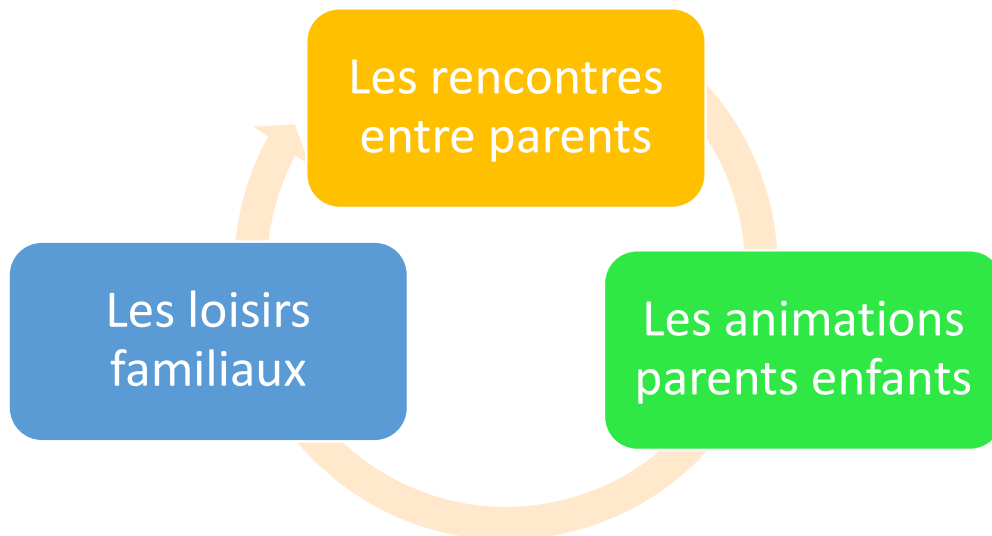 Les rencontres
entre parents
Les loisirs
familiaux
Les animations
parents enfants